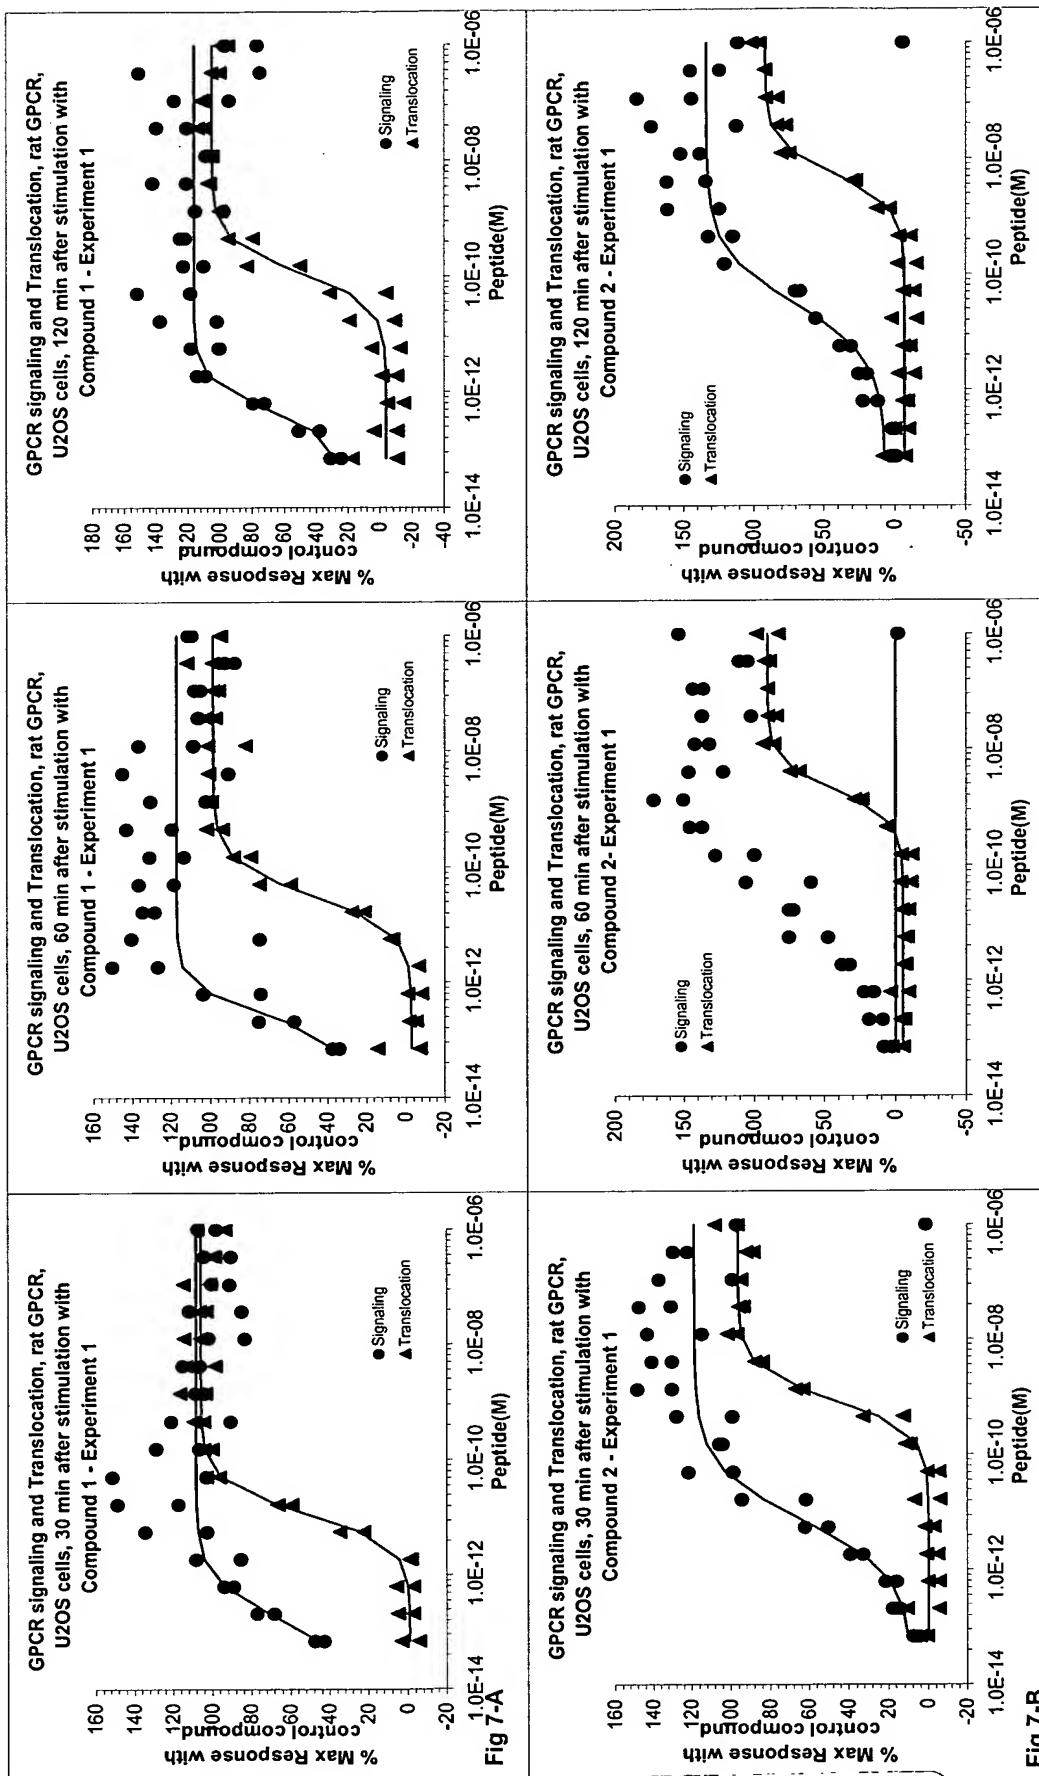 GPCR signaling and Translocation, rat GPCR,
U2OS cells, 30 min after stimulation with
Compound 1 - Experiment 1
160
140
120
100
80
60
40
20
0
-20
% Max Response with
control compound
● Signaling
▲ Translocation
1.0E-14 1.0E-12 1.0E-10 1.0E-08 1.0E-06
Peptide(M)
Fig 7-A
GPCR signaling and Translocation, rat GPCR,
U2OS cells, 60 min after stimulation with
Compound 1 - Experiment 1
160
140
120
100
80
60
40
20
0
-20
% Max Response with
control compound
● Signaling
▲ Translocation
1.0E-14 1.0E-12 1.0E-10 1.0E-08 1.0E-06
Peptide(M)
GPCR signaling and Translocation, rat GPCR,
U2OS cells, 120 min after stimulation with
Compound 1 - Experiment 1
180
160
140
120
100
80
60
40
20
0
-20
-40
% Max Response with
control compound
● Signaling
▲ Translocation
1.0E-14 1.0E-12 1.0E-10 1.0E-08 1.0E-06
Peptide(M)
GPCR signaling and Translocation, rat GPCR,
U2OS cells, 30 min after stimulation with
Compound 2 - Experiment 1
160
140
120
100
80
60
40
20
0
-20
% Max Response with
control compound
● Signaling
▲ Translocation
1.0E-14 1.0E-12 1.0E-10 1.0E-08 1.0E-06
Peptide(M)
Fig 7-B
GPCR signaling and Translocation, rat GPCR,
U2OS cells, 60 min after stimulation with
Compound 2- Experiment 1
200
150
100
50
0
-50
% Max Response with
control compound
● Signaling
▲ Translocation
1.0E-14 1.0E-12 1.0E-10 1.0E-08 1.0E-06
Peptide(M)
GPCR signaling and Translocation, rat GPCR,
U2OS cells, 120 min after stimulation with
Compound 2 - Experiment 1
200
150
100
50
0
-50
% Max Response with
control compound
● Signaling
▲ Translocation
1.0E-14 1.0E-12 1.0E-10 1.0E-08 1.0E-06
Peptide(M)